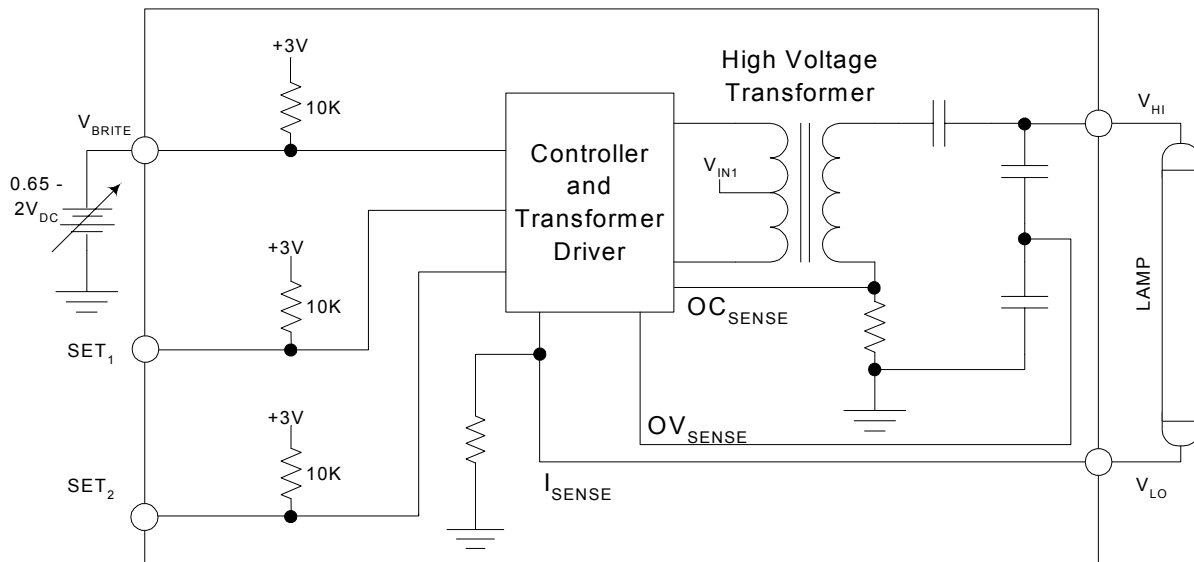 +3V
10K
V_BRITE
0.65 -
2V_DC
+3V
10K
SET_1
+3V
10K
SET_2
Controller
and
Transformer
Driver
High Voltage
Transformer
V_IN1
OC_SENSE
OV_SENSE
I_SENSE
V_HI
LAMP
V_LO